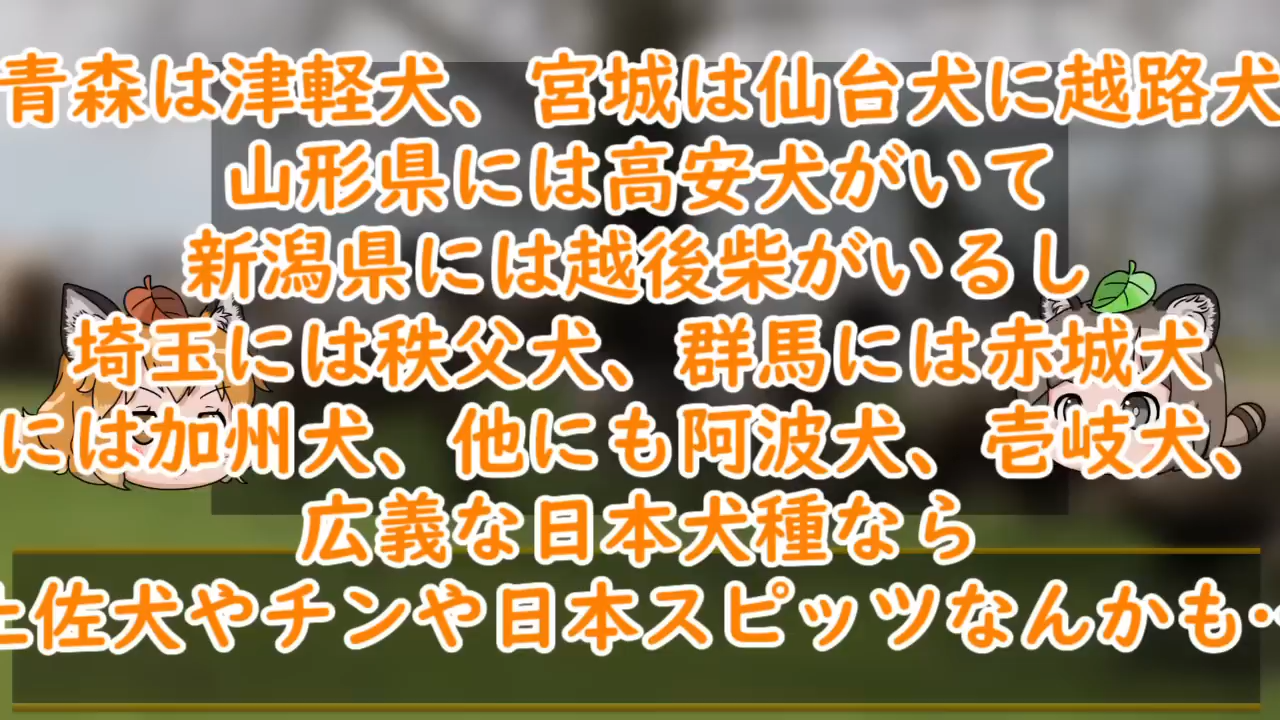 青森は津軽犬、宮城は仙台犬に越路犬
山形県には高安犬がいて
新潟県には越後柴がいるし
埼玉には秩父犬、群馬には赤城犬
には加州犬、他にも阿波犬、壱岐犬、
広義な日本犬種なら
土佐犬やチンや日本スピッツなんかも…